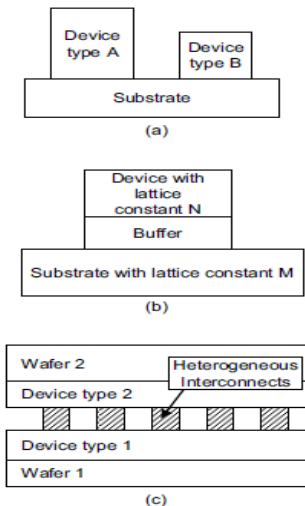 Device
type A
Device
type B
Substrate
(a)
Device with
lattice
constant N
Buffer
Substrate with lattice constant M
(b)
Wafer 2
Heterogeneous
Interconnects
Device type 2
Device type 1
Wafer 1
(c)